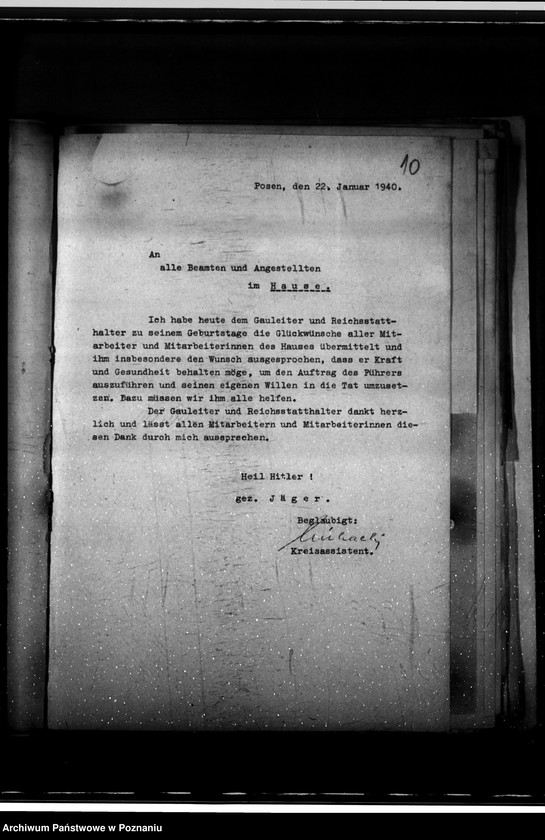 10
Posen, den 22. Januar 1940.
An
alle Beamten und Angestellten
im Hause.
Ich habe heute dem Gauleiter und Reichsstatt-
halter zu seinem Geburtstage die Glückwünsche aller Mit-
arbeiter und Mitarbeiterinnen des Hauses übermittelt und
ihm insbesondere den Wunsch ausgesprochen, dass er Kraft
und Gesundheit behalten möge, um den Auftrag des Führers
auszuführen und seinen eigenen Willen in die Tat umzuset-
zen. Dazu müssen wir ihm alle helfen.
Der Gauleiter und Reichsstatthalter dankt herz-
lich und lässt allen Mitarbeitern und Mitarbeiterinnen die-
sen Dank durch mich aussprechen.
Heil Hitler !
gez. Jäger.
Beglaubigt:
Kreisassistent.
Archiwum Państwowe w Poznaniu